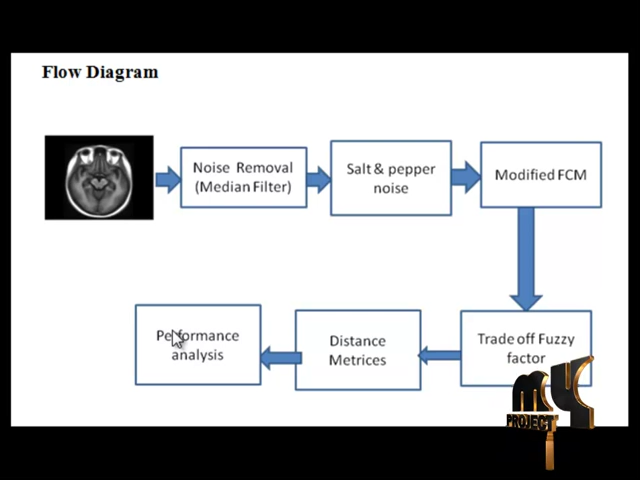 Flow Diagram
Noise Removal
(Median Filter)
Salt & pepper
noise
Modified FCM
Performance
analysis
Distance
Metrices
Trade off Fuzzy
factor
my
PROJECT